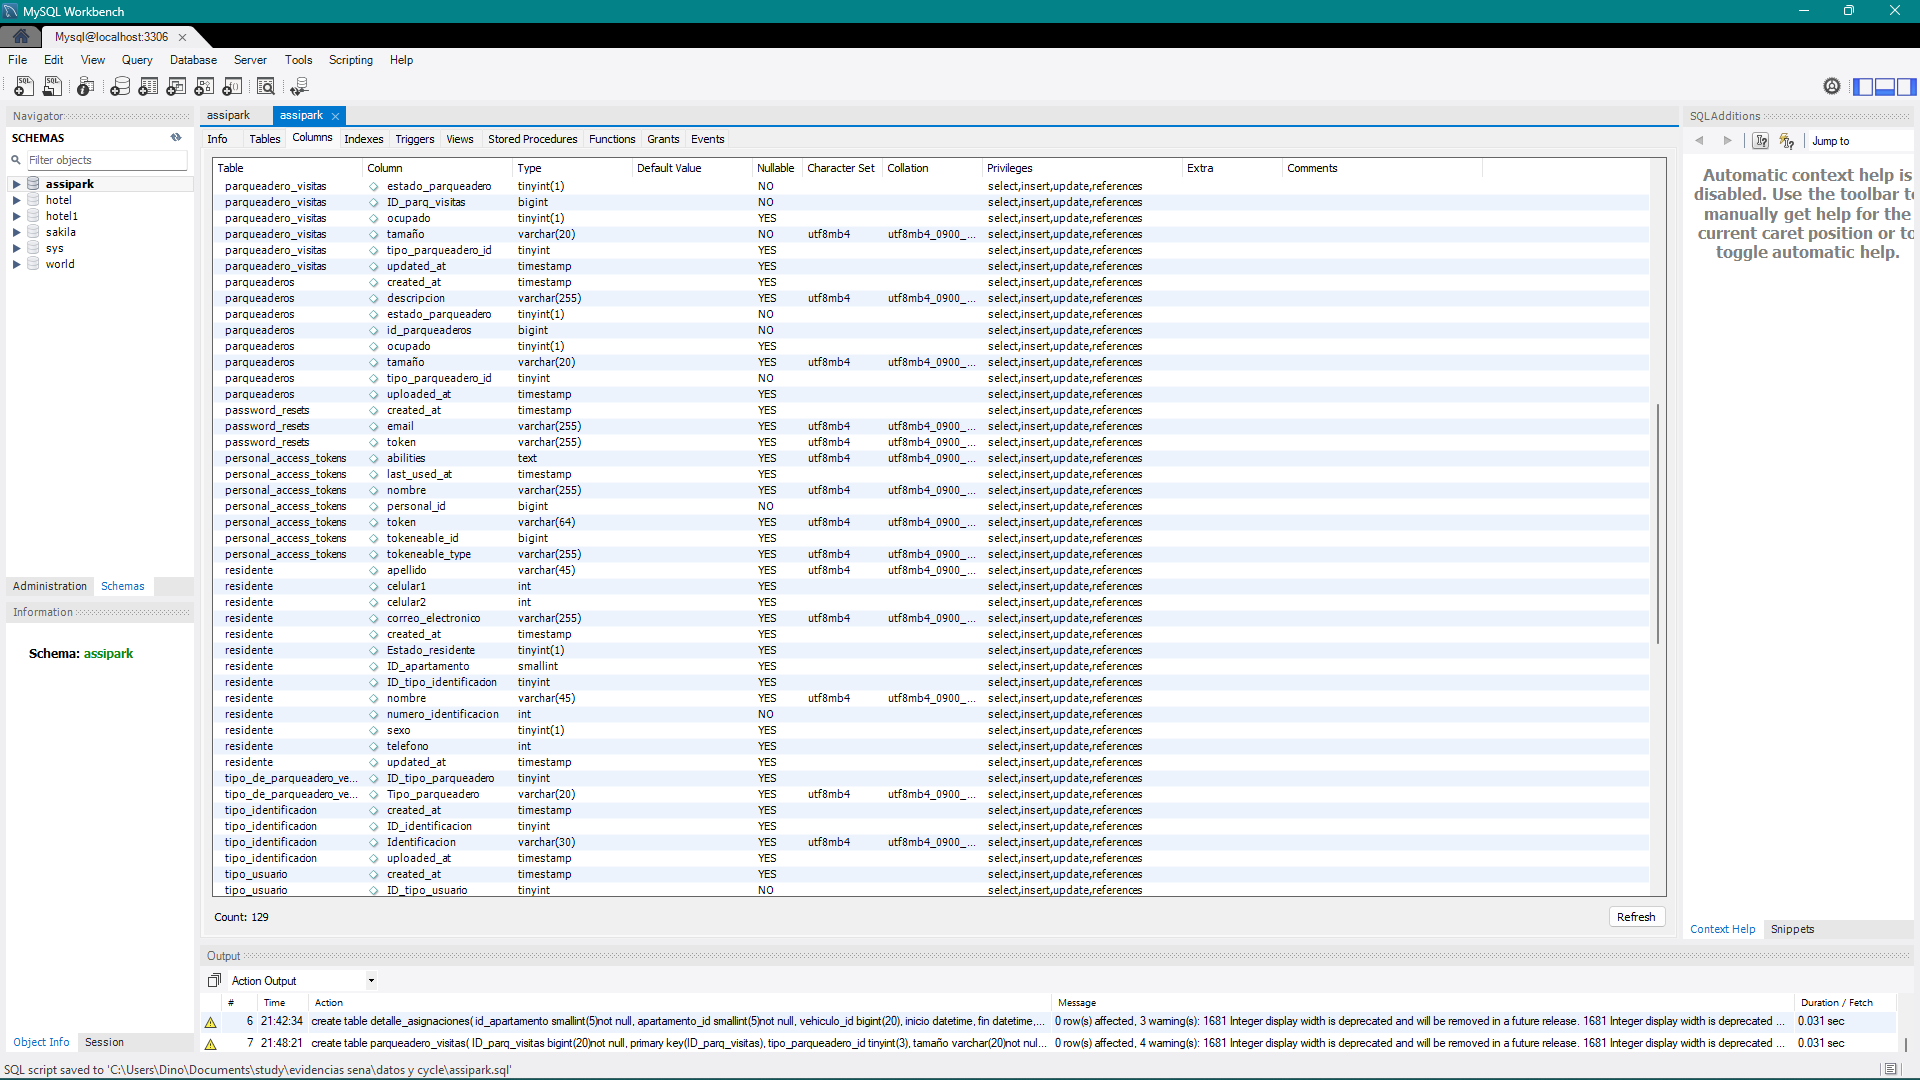 MySQL Workbench
Mysql@localhost:3306
File Edit View Query Database Server Tools Scripting Help
Navigator
SCHEMAS
Filter objects
assipark
hotel
hotel1
sakila
sys
world
Administration Schemas
Information
Schema: assipark
Object Info Session
assipark assipark
Info Tables Columns Indexes Triggers Views Stored Procedures Functions Grants Events
Table Column Type Default Value Nullable Character Set Collation Privileges Extra Comments
parqueadero_visitas estado_parqueadero tinyint(1) NO select,insert,update,references
parqueadero_visitas ID_parq_visitas bigint NO select,insert,update,references
parqueadero_visitas ocupado tinyint(1) YES select,insert,update,references
parqueadero_visitas tamaño varchar(20) NO utf8mb4 utf8mb4_0900_... select,insert,update,references
parqueadero_visitas tipo_parqueadero_id tinyint YES select,insert,update,references
parqueadero_visitas updated_at timestamp YES select,insert,update,references
parqueaderos created_at timestamp YES select,insert,update,references
parqueaderos descripcion varchar(255) YES utf8mb4 utf8mb4_0900_... select,insert,update,references
parqueaderos estado_parqueadero tinyint(1) NO select,insert,update,references
parqueaderos id_parqueaderos bigint NO select,insert,update,references
parqueaderos ocupado tinyint(1) YES select,insert,update,references
parqueaderos tamaño varchar(20) YES utf8mb4 utf8mb4_0900_... select,insert,update,references
parqueaderos tipo_parqueadero_id tinyint NO select,insert,update,references
parqueaderos uploaded_at timestamp YES select,insert,update,references
password_resets created_at timestamp YES select,insert,update,references
password_resets email varchar(255) YES utf8mb4 utf8mb4_0900_... select,insert,update,references
password_resets token varchar(255) YES utf8mb4 utf8mb4_0900_... select,insert,update,references
personal_access_tokens abilities text YES utf8mb4 utf8mb4_0900_... select,insert,update,references
personal_access_tokens last_used_at timestamp YES select,insert,update,references
personal_access_tokens nombre varchar(255) YES utf8mb4 utf8mb4_0900_... select,insert,update,references
personal_access_tokens personal_id bigint NO select,insert,update,references
personal_access_tokens token varchar(64) YES utf8mb4 utf8mb4_0900_... select,insert,update,references
personal_access_tokens tokeneable_id bigint YES select,insert,update,references
personal_access_tokens tokeneable_type varchar(255) YES utf8mb4 utf8mb4_0900_... select,insert,update,references
residente apellido varchar(45) YES utf8mb4 utf8mb4_0900_... select,insert,update,references
residente celular1 int YES select,insert,update,references
residente celular2 int YES select,insert,update,references
residente correo_electronico varchar(255) YES utf8mb4 utf8mb4_0900_... select,insert,update,references
residente created_at timestamp YES select,insert,update,references
residente Estado_residente tinyint(1) YES select,insert,update,references
residente ID_apartamento smallint YES select,insert,update,references
residente ID_tipo_identificacion tinyint YES select,insert,update,references
residente nombre varchar(45) YES utf8mb4 utf8mb4_0900_... select,insert,update,references
residente numero_identificacion int NO select,insert,update,references
residente sexo tinyint(1) YES select,insert,update,references
residente telefono int YES select,insert,update,references
residente updated_at timestamp YES select,insert,update,references
tipo_de_parqueadero_ve... ID_tipo_parqueadero tinyint YES select,insert,update,references
tipo_de_parqueadero_ve... Tipo_parqueadero varchar(20) YES utf8mb4 utf8mb4_0900_... select,insert,update,references
tipo_identificacion created_at timestamp YES select,insert,update,references
tipo_identificacion ID_identificacion tinyint YES select,insert,update,references
tipo_identificacion Identificacion varchar(30) YES utf8mb4 utf8mb4_0900_... select,insert,update,references
tipo_identificacion uploaded_at timestamp YES select,insert,update,references
tipo_usuario created_at timestamp YES select,insert,update,references
tipo_usuario ID_tipo_usuario tinyint NO select,insert,update,references
Count: 129
Refresh
SQLAdditions
Jump to
Automatic context help is
disabled. Use the toolbar to
manually get help for the
current caret position or to
toggle automatic help.
Context Help Snippets
Output
Action Output
# Time Action Message Duration / Fetch
6 21:42:34 create table detalle_asignaciones( id_apartamento smallint(5)not null, apartamento_id smallint(5)not null, vehiculo_id bigint(20), inicio datetime, fin datetime,... 0 row(s) affected, 3 warning(s): 1681 Integer display width is deprecated and will be removed in a future release. 1681 Integer display width is deprecated ... 0.031 sec
7 21:48:21 create table parqueadero_visitas( ID_parq_visitas bigint(20)not null, primary key(ID_parq_visitas), tipo_parqueadero_id tinyint(3), tamaño varchar(20)not nul... 0 row(s) affected, 4 warning(s): 1681 Integer display width is deprecated and will be removed in a future release. 1681 Integer display width is deprecated ... 0.031 sec
SQL script saved to 'C:\Users\Dino\Documents\study\evidencias sena\datos y cycle\assipark.sql'